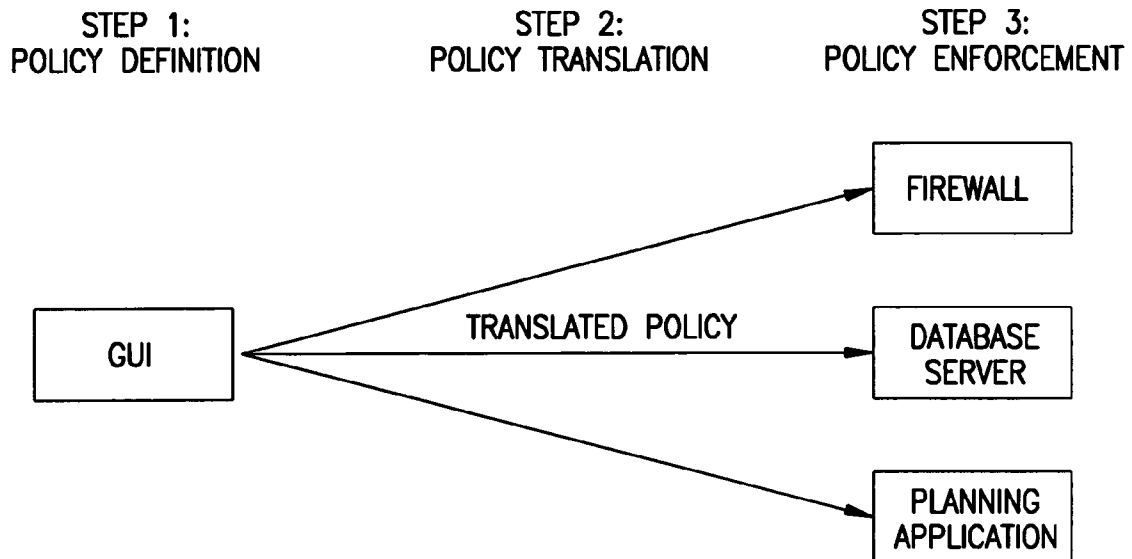 STEP 1:
POLICY DEFINITION
STEP 2:
POLICY TRANSLATION
STEP 3:
POLICY ENFORCEMENT
FIREWALL
GUI
TRANSLATED POLICY
DATABASE
SERVER
PLANNING
APPLICATION